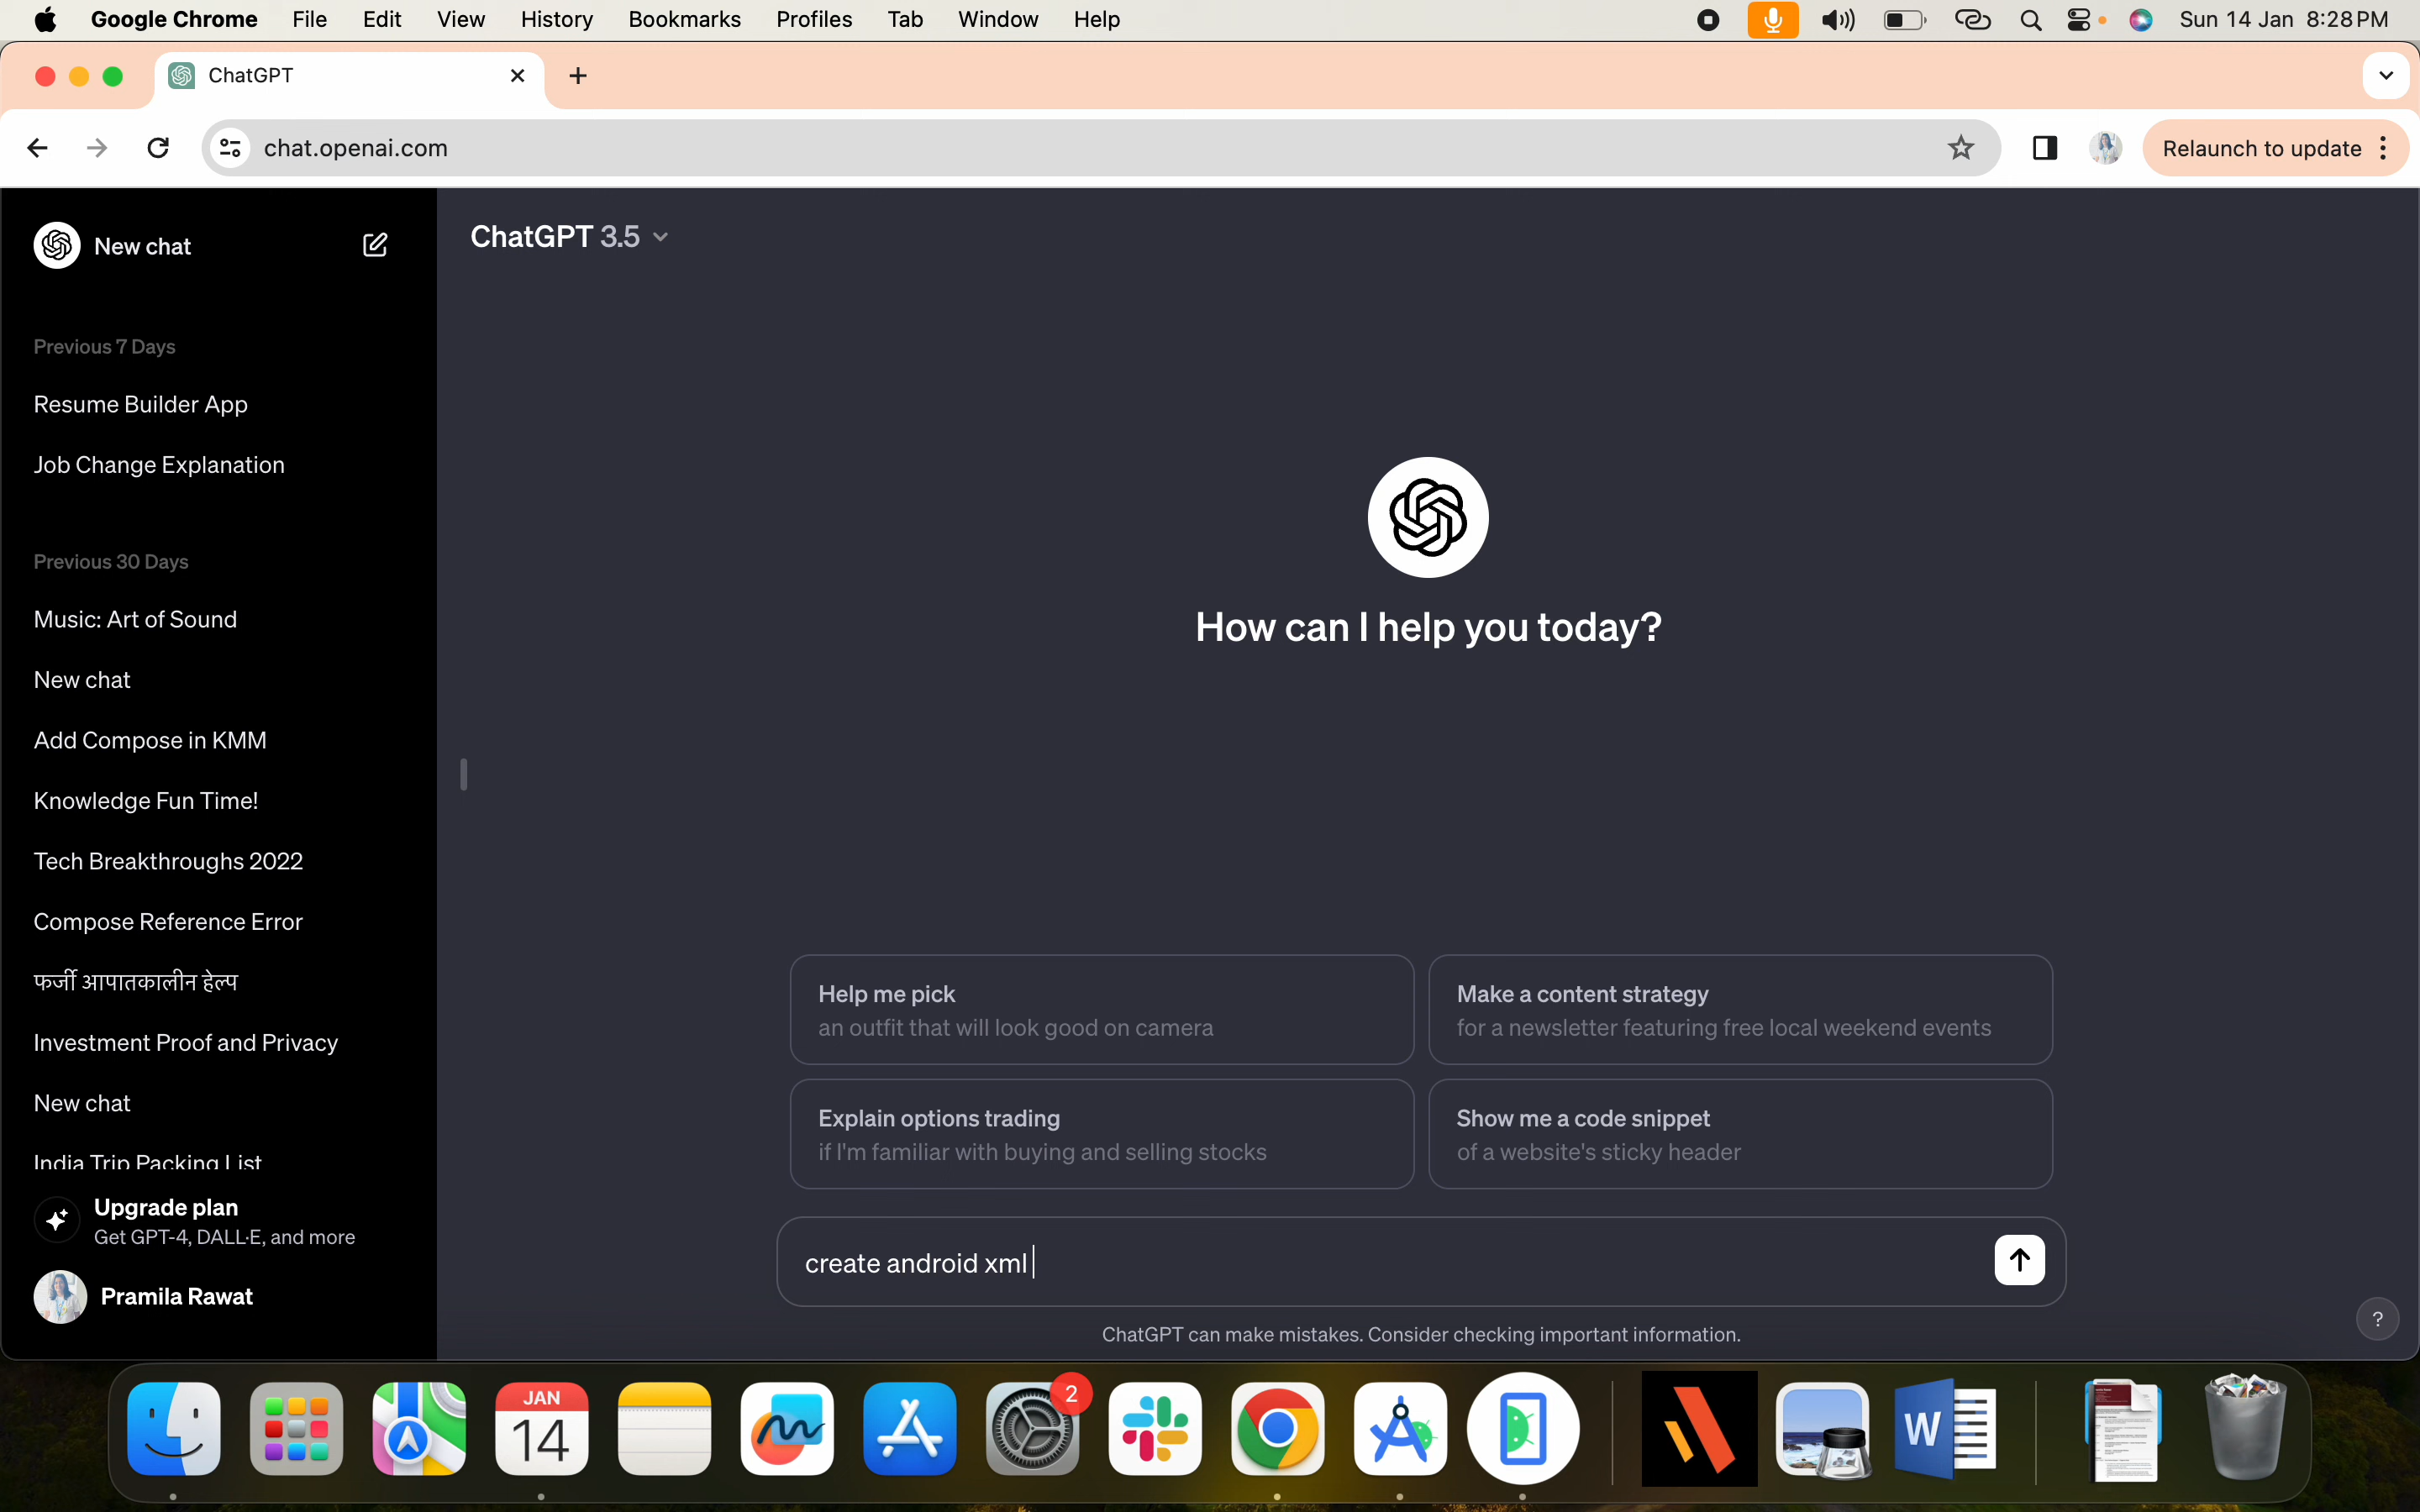 Google Chrome File Edit View History Bookmarks Profiles Tab Window Help Sun 14 Jan 8:28 PM
ChatGPT
chat.openai.com
Relaunch to update
New chat
Previous 7 Days
Resume Builder App
Job Change Explanation
Previous 30 Days
Music: Art of Sound
New chat
Add Compose in KMM
Knowledge Fun Time!
Tech Breakthroughs 2022
Compose Reference Error
फर्जी आपातकालीन हेल्प
Investment Proof and Privacy
New chat
India Trip Packing List
Upgrade plan
Get GPT-4, DALL·E, and more
Pramila Rawat
ChatGPT 3.5
How can I help you today?
Help me pick
an outfit that will look good on camera
Make a content strategy
for a newsletter featuring free local weekend events
Explain options trading
if I'm familiar with buying and selling stocks
Show me a code snippet
of a website's sticky header
create android xml
ChatGPT can make mistakes. Consider checking important information.
?
JAN
14
2
W